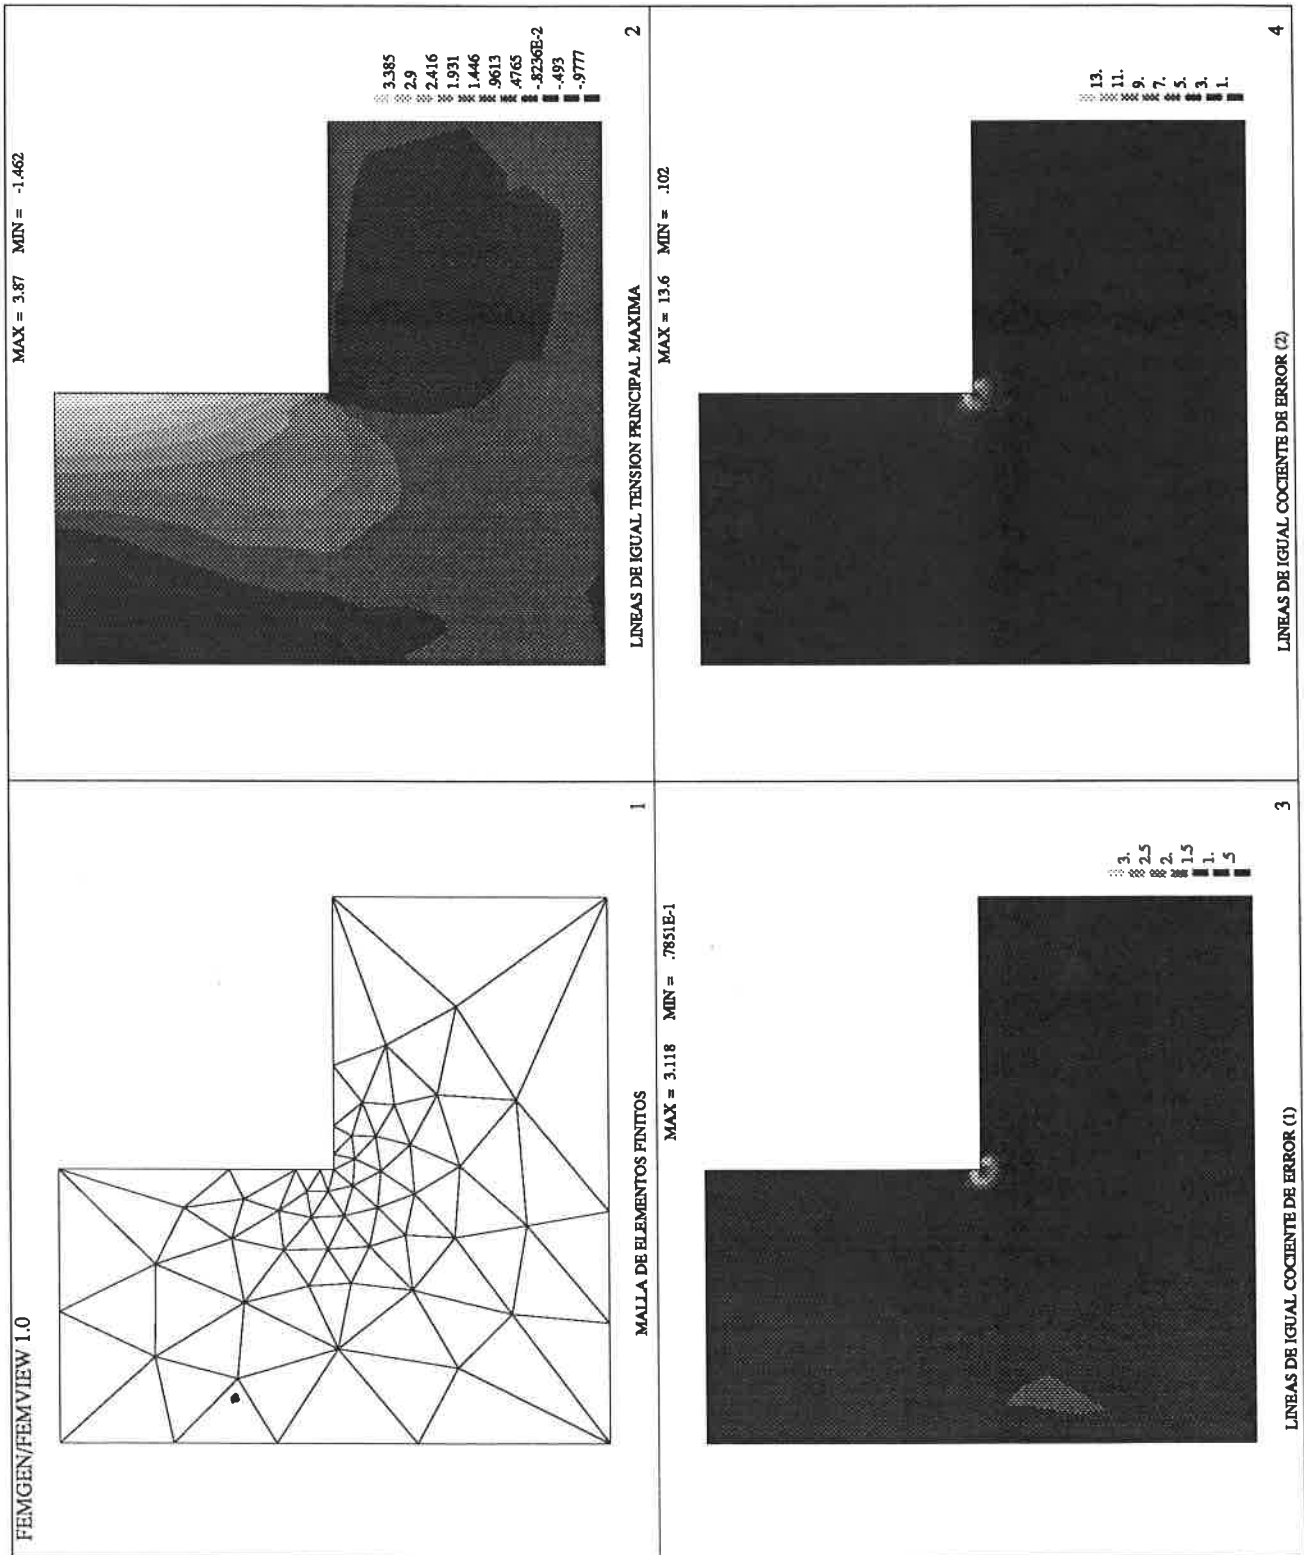 FEMGEN/FEMVIEW 1.0
1
MALLA DE ELEMENTOS FINITOS
MAX = 3.87 MIN = -1.462
3.385
2.9
2.416
1.931
1.446
.9613
.4765
-.8236E-2
-.493
-.9777
2
LINEAS DE IGUAL TENSION PRINCIPAL MAXIMA
MAX = 3.118 MIN = .7851E-1
3.
2.5
2.
1.5
1.
.5
3
LINEAS DE IGUAL COCIENTE DE ERROR (1)
MAX = 13.6 MIN = .102
13.
11.
9.
7.
5.
3.
1.
4
LINEAS DE IGUAL COCIENTE DE ERROR (2)